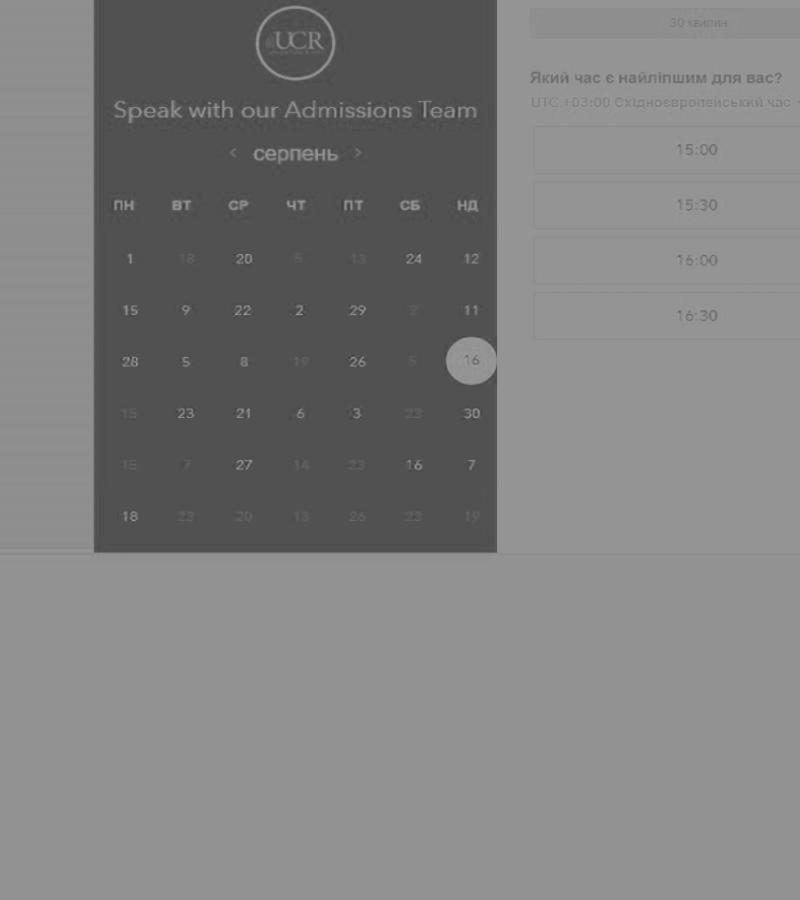 UCR
30 хвилин
Speak with our Admissions Team
< серпень >
Який час є найліпшим для вас?
UTC +03:00 Східноєвропейський час
ПН ВТ СР ЧТ ПТ СБ НД
1 18 20 5 13 24 12
15 9 22 2 29 2 11
28 5 8 19 26 5 16
15 23 21 6 3 23 30
15 7 27 14 23 16 7
18 23 20 13 26 23 19
15:00
15:30
16:00
16:30